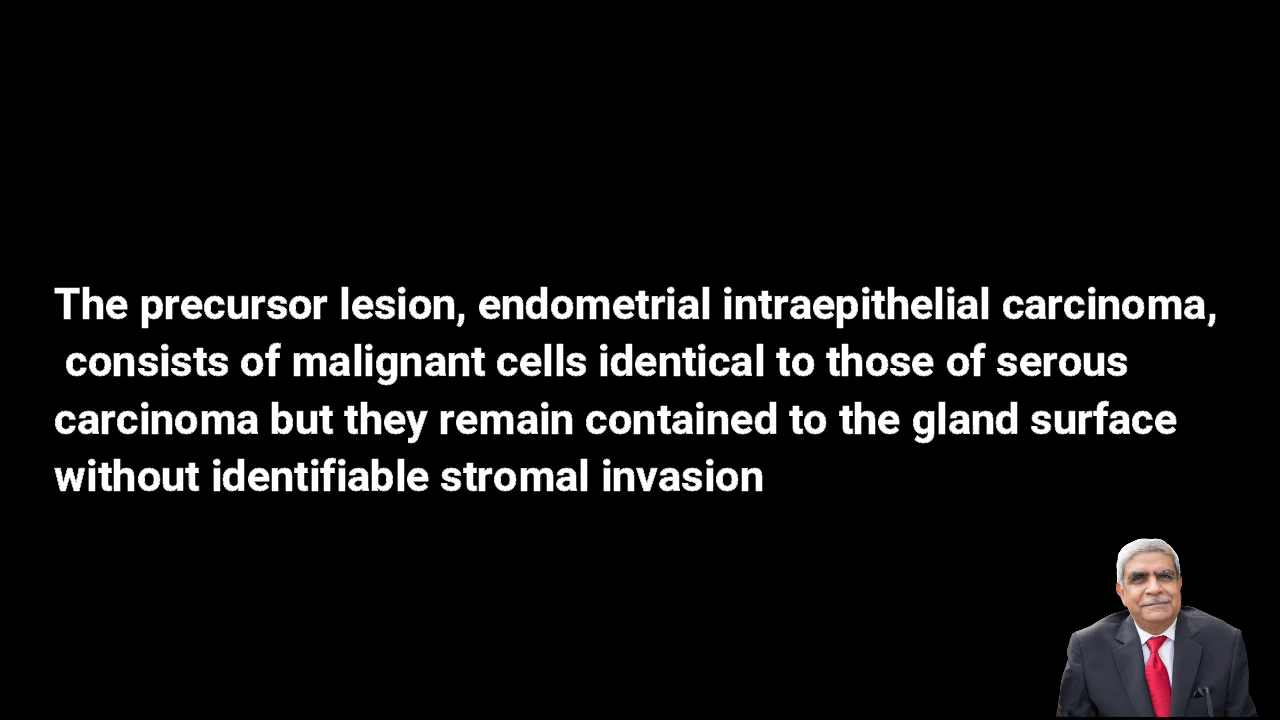 The precursor lesion, endometrial intraepithelial carcinoma,
consists of malignant cells identical to those of serous
carcinoma but they remain contained to the gland surface
without identifiable stromal invasion